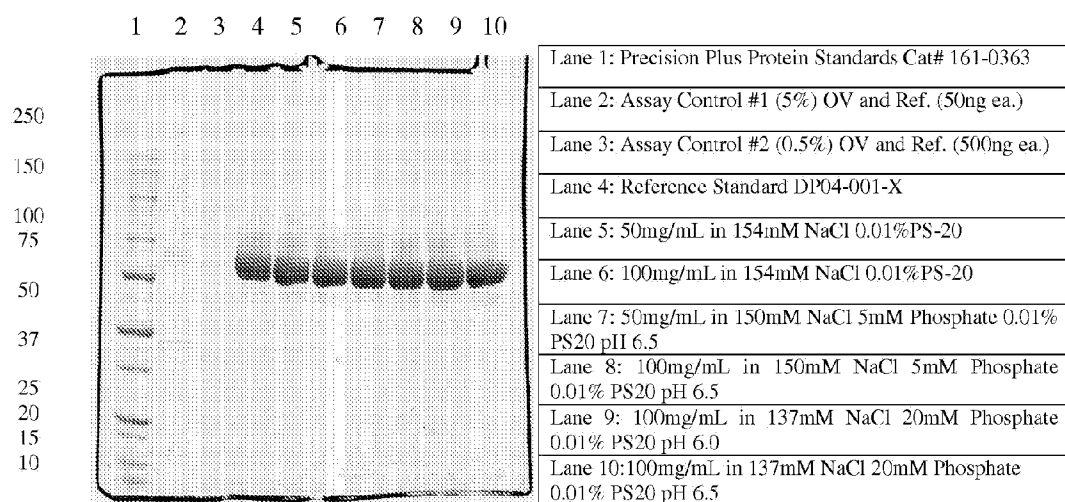 1 2 3 4 5 6 7 8 9 10
250
150
100
75
50
37
25
20
15
10
Lane 1: Precision Plus Protein Standards Cat# 161-0363
Lane 2: Assay Control #1 (5%) OV and Ref. (50ng ea.)
Lane 3: Assay Control #2 (0.5%) OV and Ref. (500ng ea.)
Lane 4: Reference Standard DP04-001-X
Lane 5: 50mg/mL in 154mM NaCl 0.01%PS-20
Lane 6: 100mg/mL in 154mM NaCl 0.01%PS-20
Lane 7: 50mg/mL in 150mM NaCl 5mM Phosphate 0.01%
PS20 pH 6.5
Lane 8: 100mg/mL in 150mM NaCl 5mM Phosphate
0.01% PS20 pH 6.5
Lane 9: 100mg/mL in 137mM NaCl 20mM Phosphate
0.01% PS20 pH 6.0
Lane 10:100mg/mL in 137mM NaCl 20mM Phosphate
0.01% PS20 pH 6.5